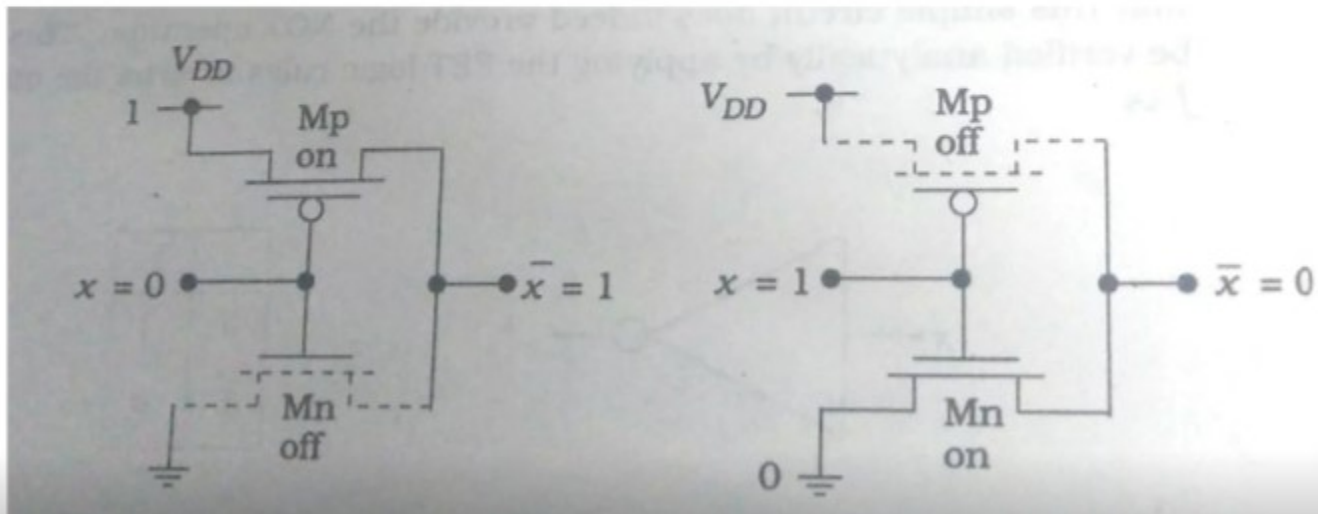 V_DD
1
Mp
on
x = 0
x̄ = 1
Mn
off
V_DD
Mp
off
x = 1
x̄ = 0
Mn
on
0